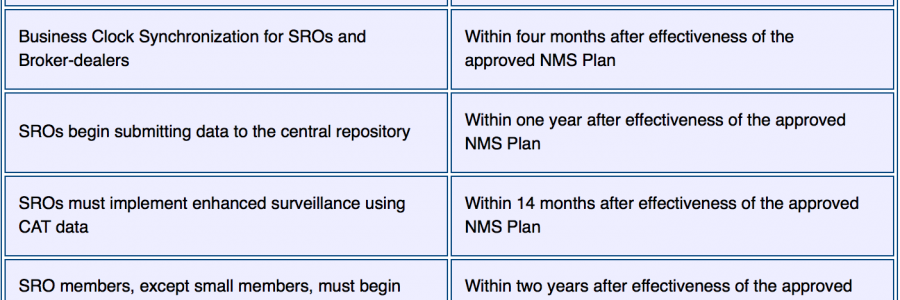 Business Clock Synchronization for SROs and
Broker-dealers
Within four months after effectiveness of the
approved NMS Plan
SROs begin submitting data to the central repository
Within one year after effectiveness of the approved
NMS Plan
SROs must implement enhanced surveillance using
CAT data
Within 14 months after effectiveness of the approved
NMS Plan
SRO members, except small members, must begin
Within two years after effectiveness of the approved